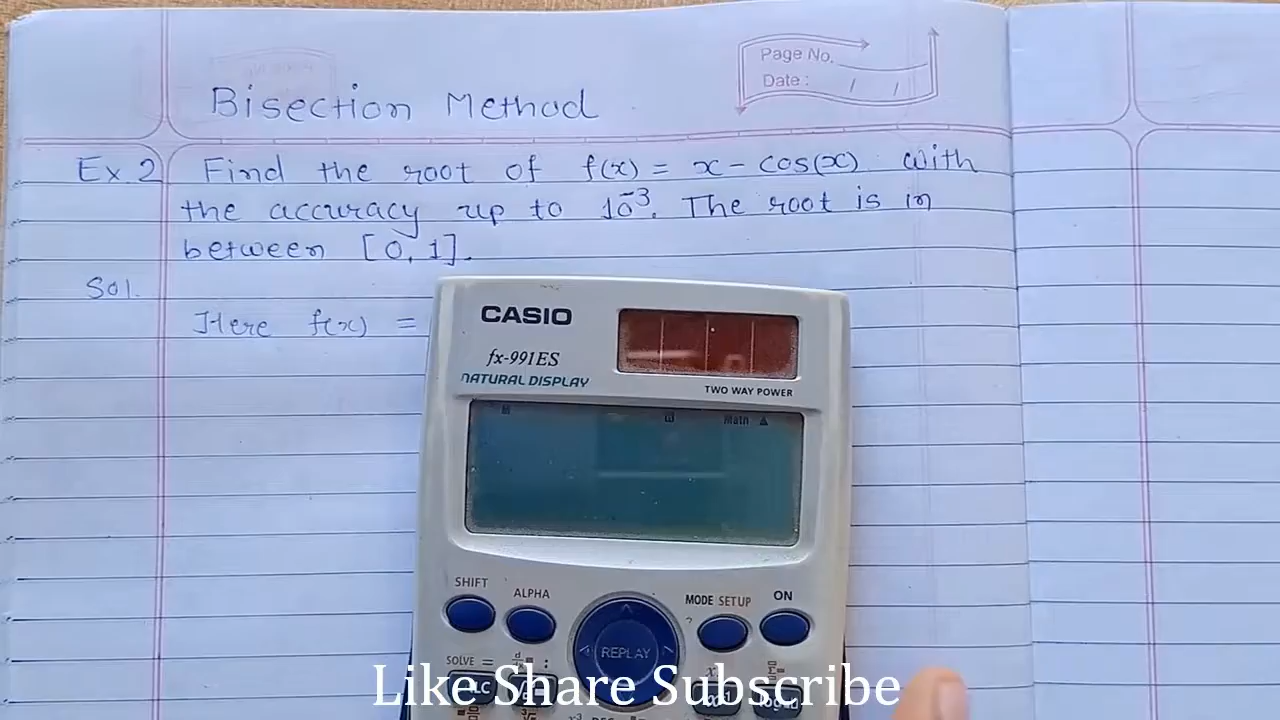 Page No.
Date : / /
Bisection Method
Ex. 2 Find the root of f(x) = x - cos(x). with
the accuracy up to 10⁻³. The root is in
between [0, 1].
Sol.
Here f(x) =
CASIO
fx-991ES
NATURAL DISPLAY
TWO WAY POWER
M D Math ▲
SHIFT
ALPHA
MODE SETUP
ON
REPLAY
SOLVE = :
Like Share Subscribe